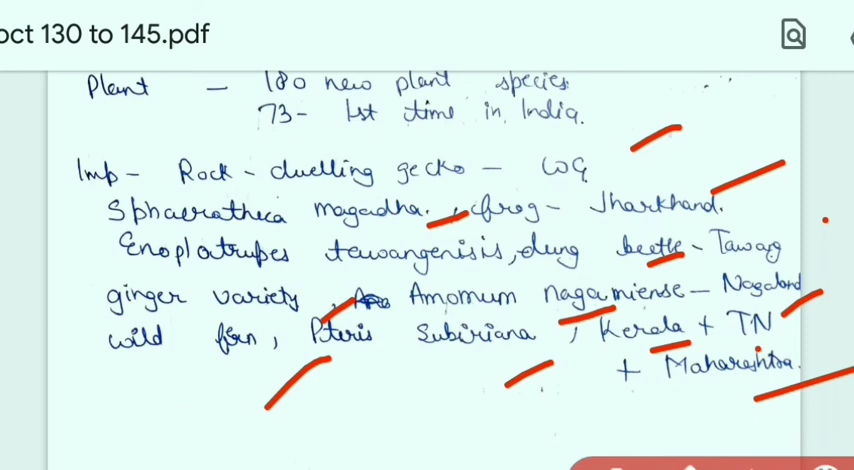 oct 130 to 145.pdf
Plant – 180 new plant species
73- 1st time in India.
Imp- Rock-dwelling gecko - WG
Sphaerotheca magadha, frog- Jharkhand.
Enoplotrupes tawangenisis, dung beetle - Tawang
ginger variety, Amomum nagamiense - Nagaland
wild fern, Pteris Subiriana, Kerala + TN
+ Maharashtra.